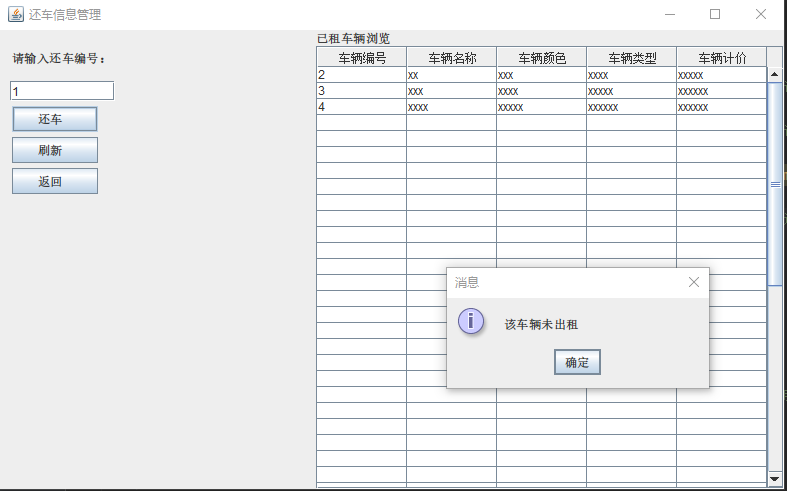 还车信息管理
请输入还车编号：
1
还车
刷新
返回
已租车辆浏览
车辆编号 车辆名称 车辆颜色 车辆类型 车辆计价
2 xx xxx xxxx xxxxx
3 xxx xxxx xxxxx xxxxxx
4 xxxx xxxxx xxxxxx xxxxxx
消息
该车辆未出租
确定